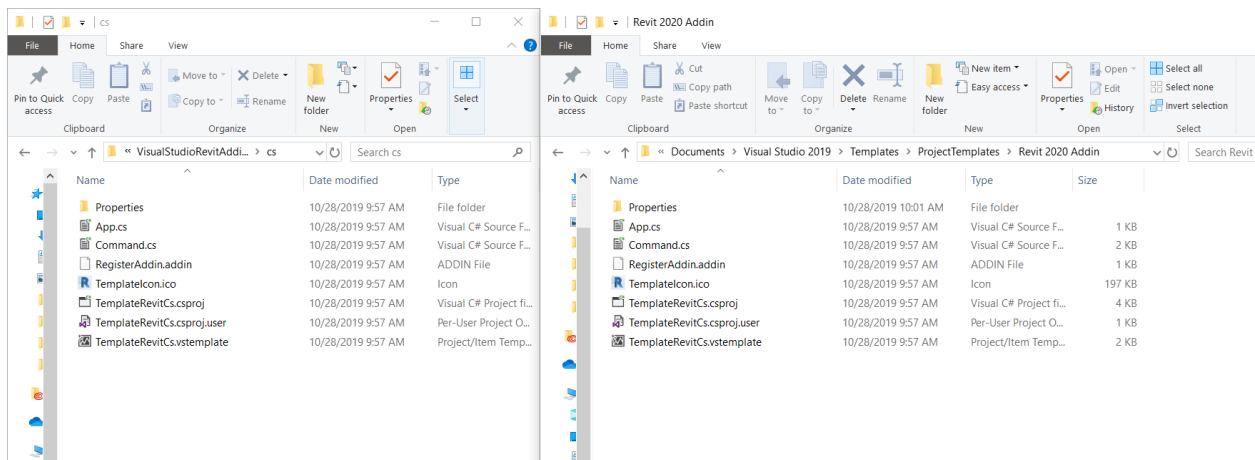 cs
File Home Share View
Pin to Quick access
Copy
Paste
Move to
Copy to
Delete
Rename
New folder
Properties
Select
Clipboard Organize New Open
« VisualStudioRevitAddi... > cs
Search cs
Name Date modified Type
Properties 10/28/2019 9:57 AM File folder
App.cs 10/28/2019 9:57 AM Visual C# Source F...
Command.cs 10/28/2019 9:57 AM Visual C# Source F...
RegisterAddin.addin 10/28/2019 9:57 AM ADDIN File
TemplateIcon.ico 10/28/2019 9:57 AM Icon
TemplateRevitCs.csproj 10/28/2019 9:57 AM Visual C# Project fi...
TemplateRevitCs.csproj.user 10/28/2019 9:57 AM Per-User Project O...
TemplateRevitCs.vstemplate 10/28/2019 9:57 AM Project/Item Temp...
Revit 2020 Addin
File Home Share View
Pin to Quick access
Copy
Paste
Cut
Copy path
Paste shortcut
Move to
Copy to
Delete
Rename
New folder
New item
Easy access
Properties
Open
Edit
History
Select all
Select none
Invert selection
Clipboard Organize New Open Select
« Documents > Visual Studio 2019 > Templates > ProjectTemplates > Revit 2020 Addin
Search Revit
Name Date modified Type Size
Properties 10/28/2019 10:01 AM File folder
App.cs 10/28/2019 9:57 AM Visual C# Source F... 1 KB
Command.cs 10/28/2019 9:57 AM Visual C# Source F... 2 KB
RegisterAddin.addin 10/28/2019 9:57 AM ADDIN File 1 KB
TemplateIcon.ico 10/28/2019 9:57 AM Icon 197 KB
TemplateRevitCs.csproj 10/28/2019 9:57 AM Visual C# Project fi... 4 KB
TemplateRevitCs.csproj.user 10/28/2019 9:57 AM Per-User Project O... 1 KB
TemplateRevitCs.vstemplate 10/28/2019 9:57 AM Project/Item Temp... 2 KB